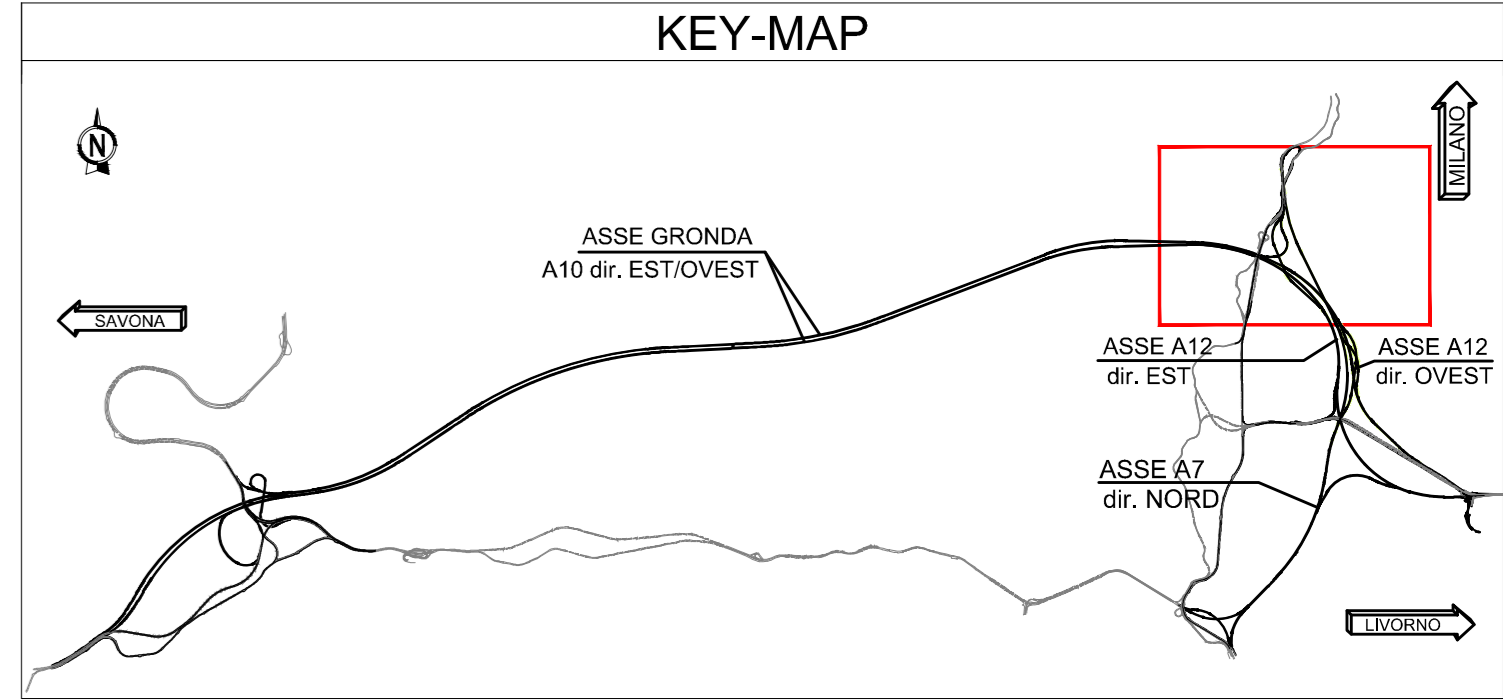 KEY-MAP
N
MILANO
ASSE GRONDA
A10 dir. EST/OVEST
SAVONA
ASSE A12
dir. EST
ASSE A12
dir. OVEST
ASSE A7
dir. NORD
LIVORNO